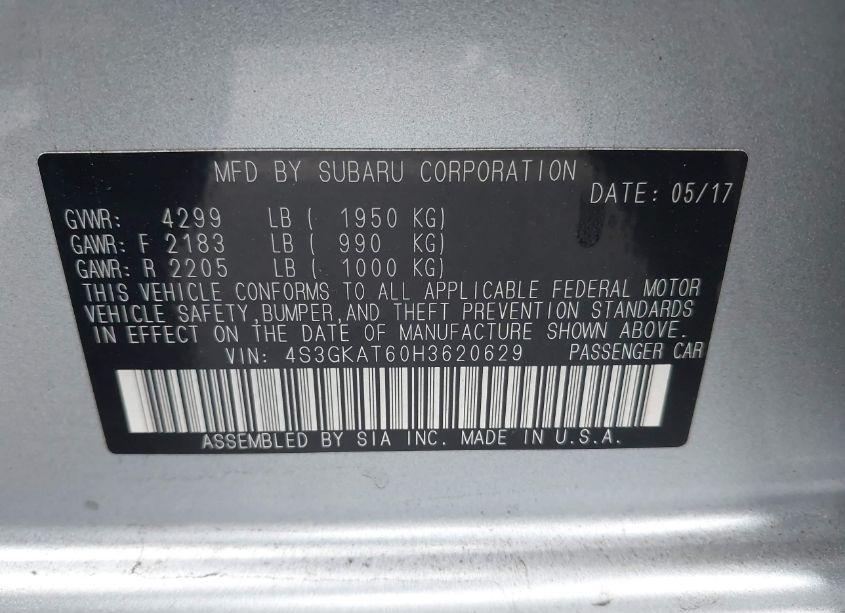 MFD BY SUBARU CORPORATION
DATE: 05/17
GVWR: 4299 LB ( 1950 KG)
GAWR: F 2183 LB ( 990 KG)
GAWR: R 2205 LB ( 1000 KG)
THIS VEHICLE CONFORMS TO ALL APPLICABLE FEDERAL MOTOR
VEHICLE SAFETY,BUMPER,AND THEFT PREVENTION STANDARDS
IN EFFECT ON THE DATE OF MANUFACTURE SHOWN ABOVE.
VIN: 4S3GKAT60H3620629 PASSENGER CAR
ASSEMBLED BY SIA INC. MADE IN U.S.A.